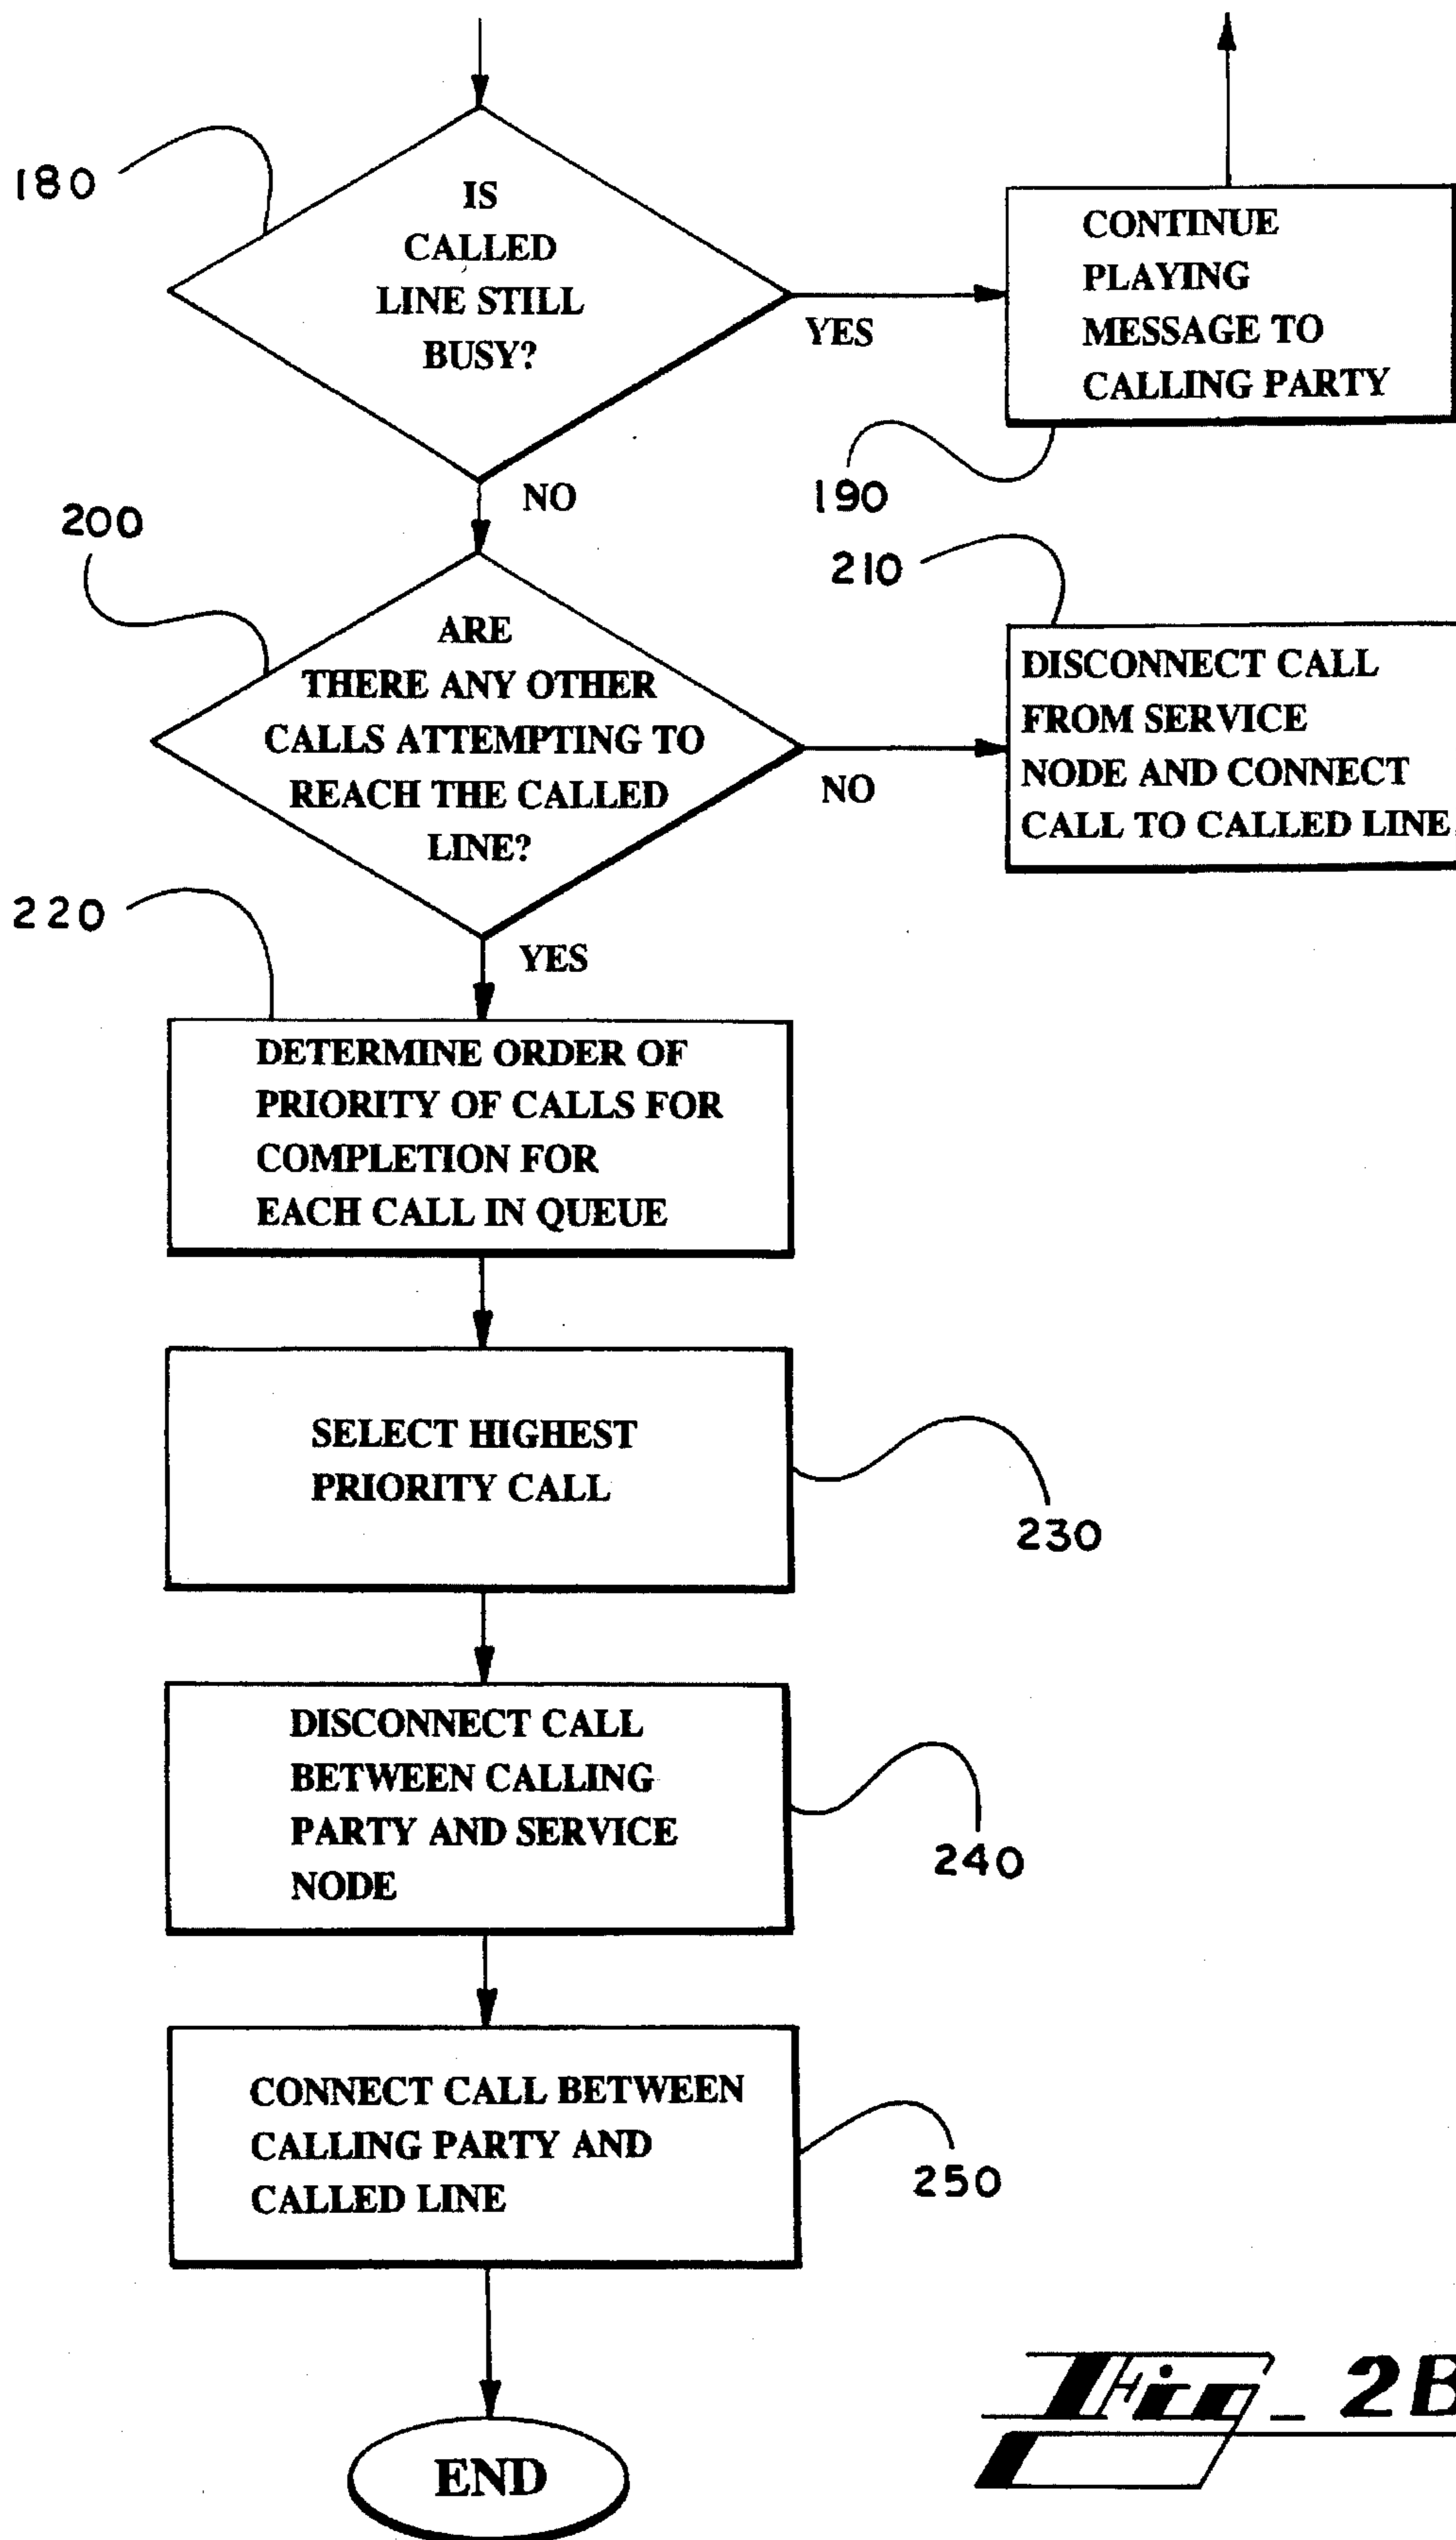 180
IS
CALLED
LINE STILL
BUSY?
YES
NO
CONTINUE
PLAYING
MESSAGE TO
CALLING PARTY
190
200
ARE
THERE ANY OTHER
CALLS ATTEMPTING TO
REACH THE CALLED
LINE?
NO
YES
210
DISCONNECT CALL
FROM SERVICE
NODE AND CONNECT
CALL TO CALLED LINE
220
DETERMINE ORDER OF
PRIORITY OF CALLS FOR
COMPLETION FOR
EACH CALL IN QUEUE
SELECT HIGHEST
PRIORITY CALL
230
DISCONNECT CALL
BETWEEN CALLING
PARTY AND SERVICE
NODE
240
CONNECT CALL BETWEEN
CALLING PARTY AND
CALLED LINE
250
END
Fig_2B